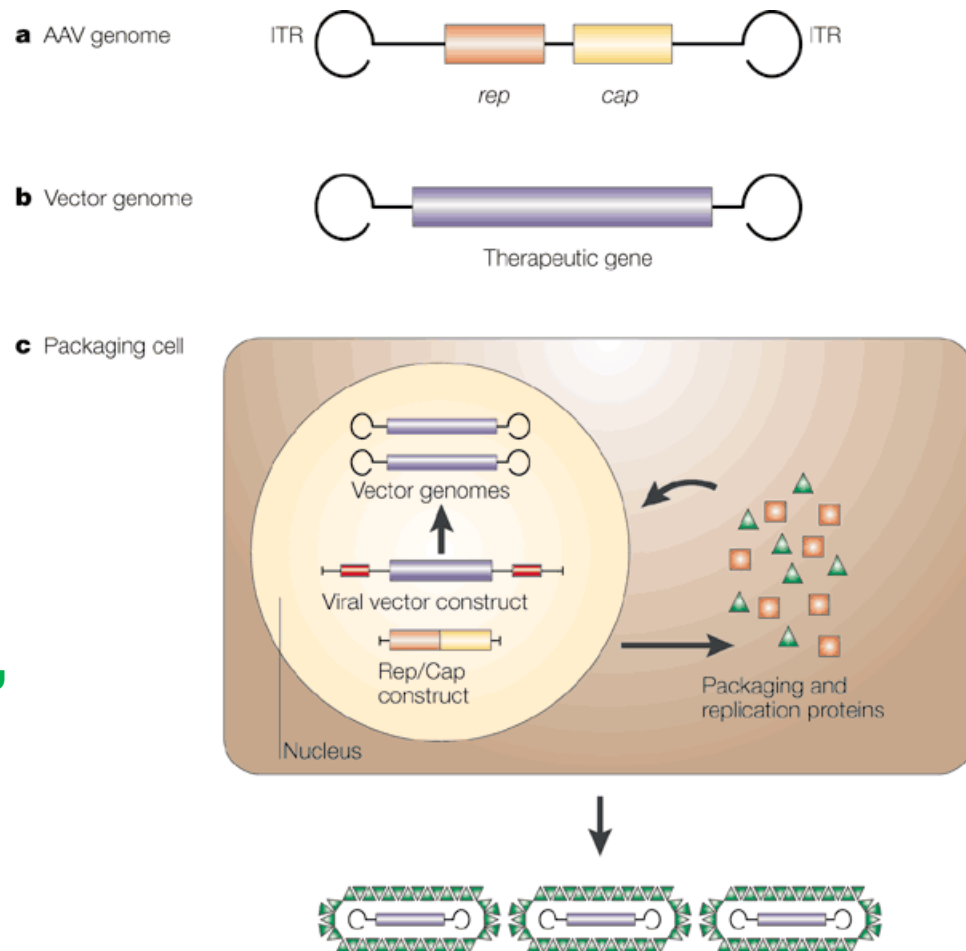 a AAV genome
ITR
ITR
rep
cap
b Vector genome
Therapeutic gene
c Packaging cell
Vector genomes
Viral vector construct
Rep/Cap
construct
Nucleus
Packaging and
replication proteins